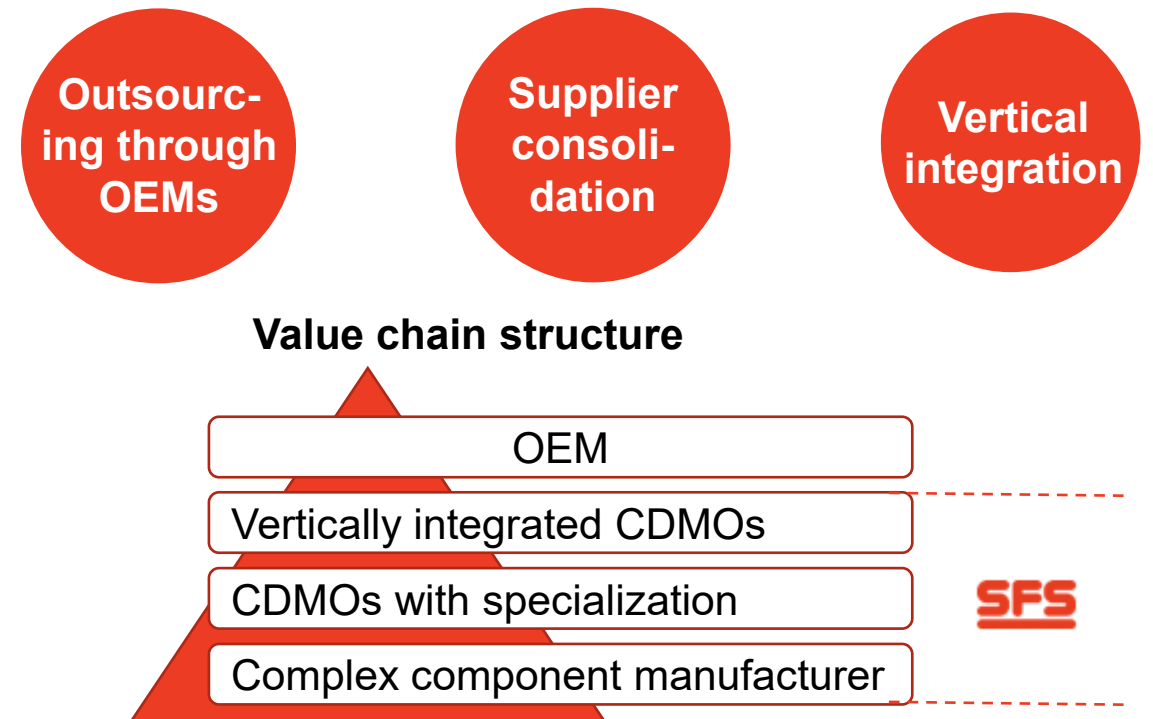 Outsourc-
ing through
OEMs
Supplier
consoli-
dation
Vertical
integration
Value chain structure
OEM
Vertically integrated CDMOs
CDMOs with specialization
SFS
Complex component manufacturer